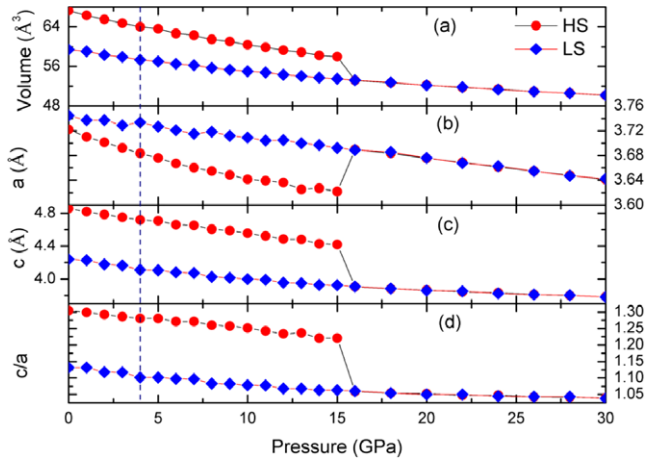 (a)
HS
LS
Volume (Å³)
64
56
48
(b)
a (Å)
3.76
3.72
3.68
3.64
3.60
(c)
c (Å)
4.8
4.4
4.0
(d)
c/a
1.30
1.25
1.20
1.15
1.10
1.05
0 5 10 15 20 25 30
Pressure (GPa)